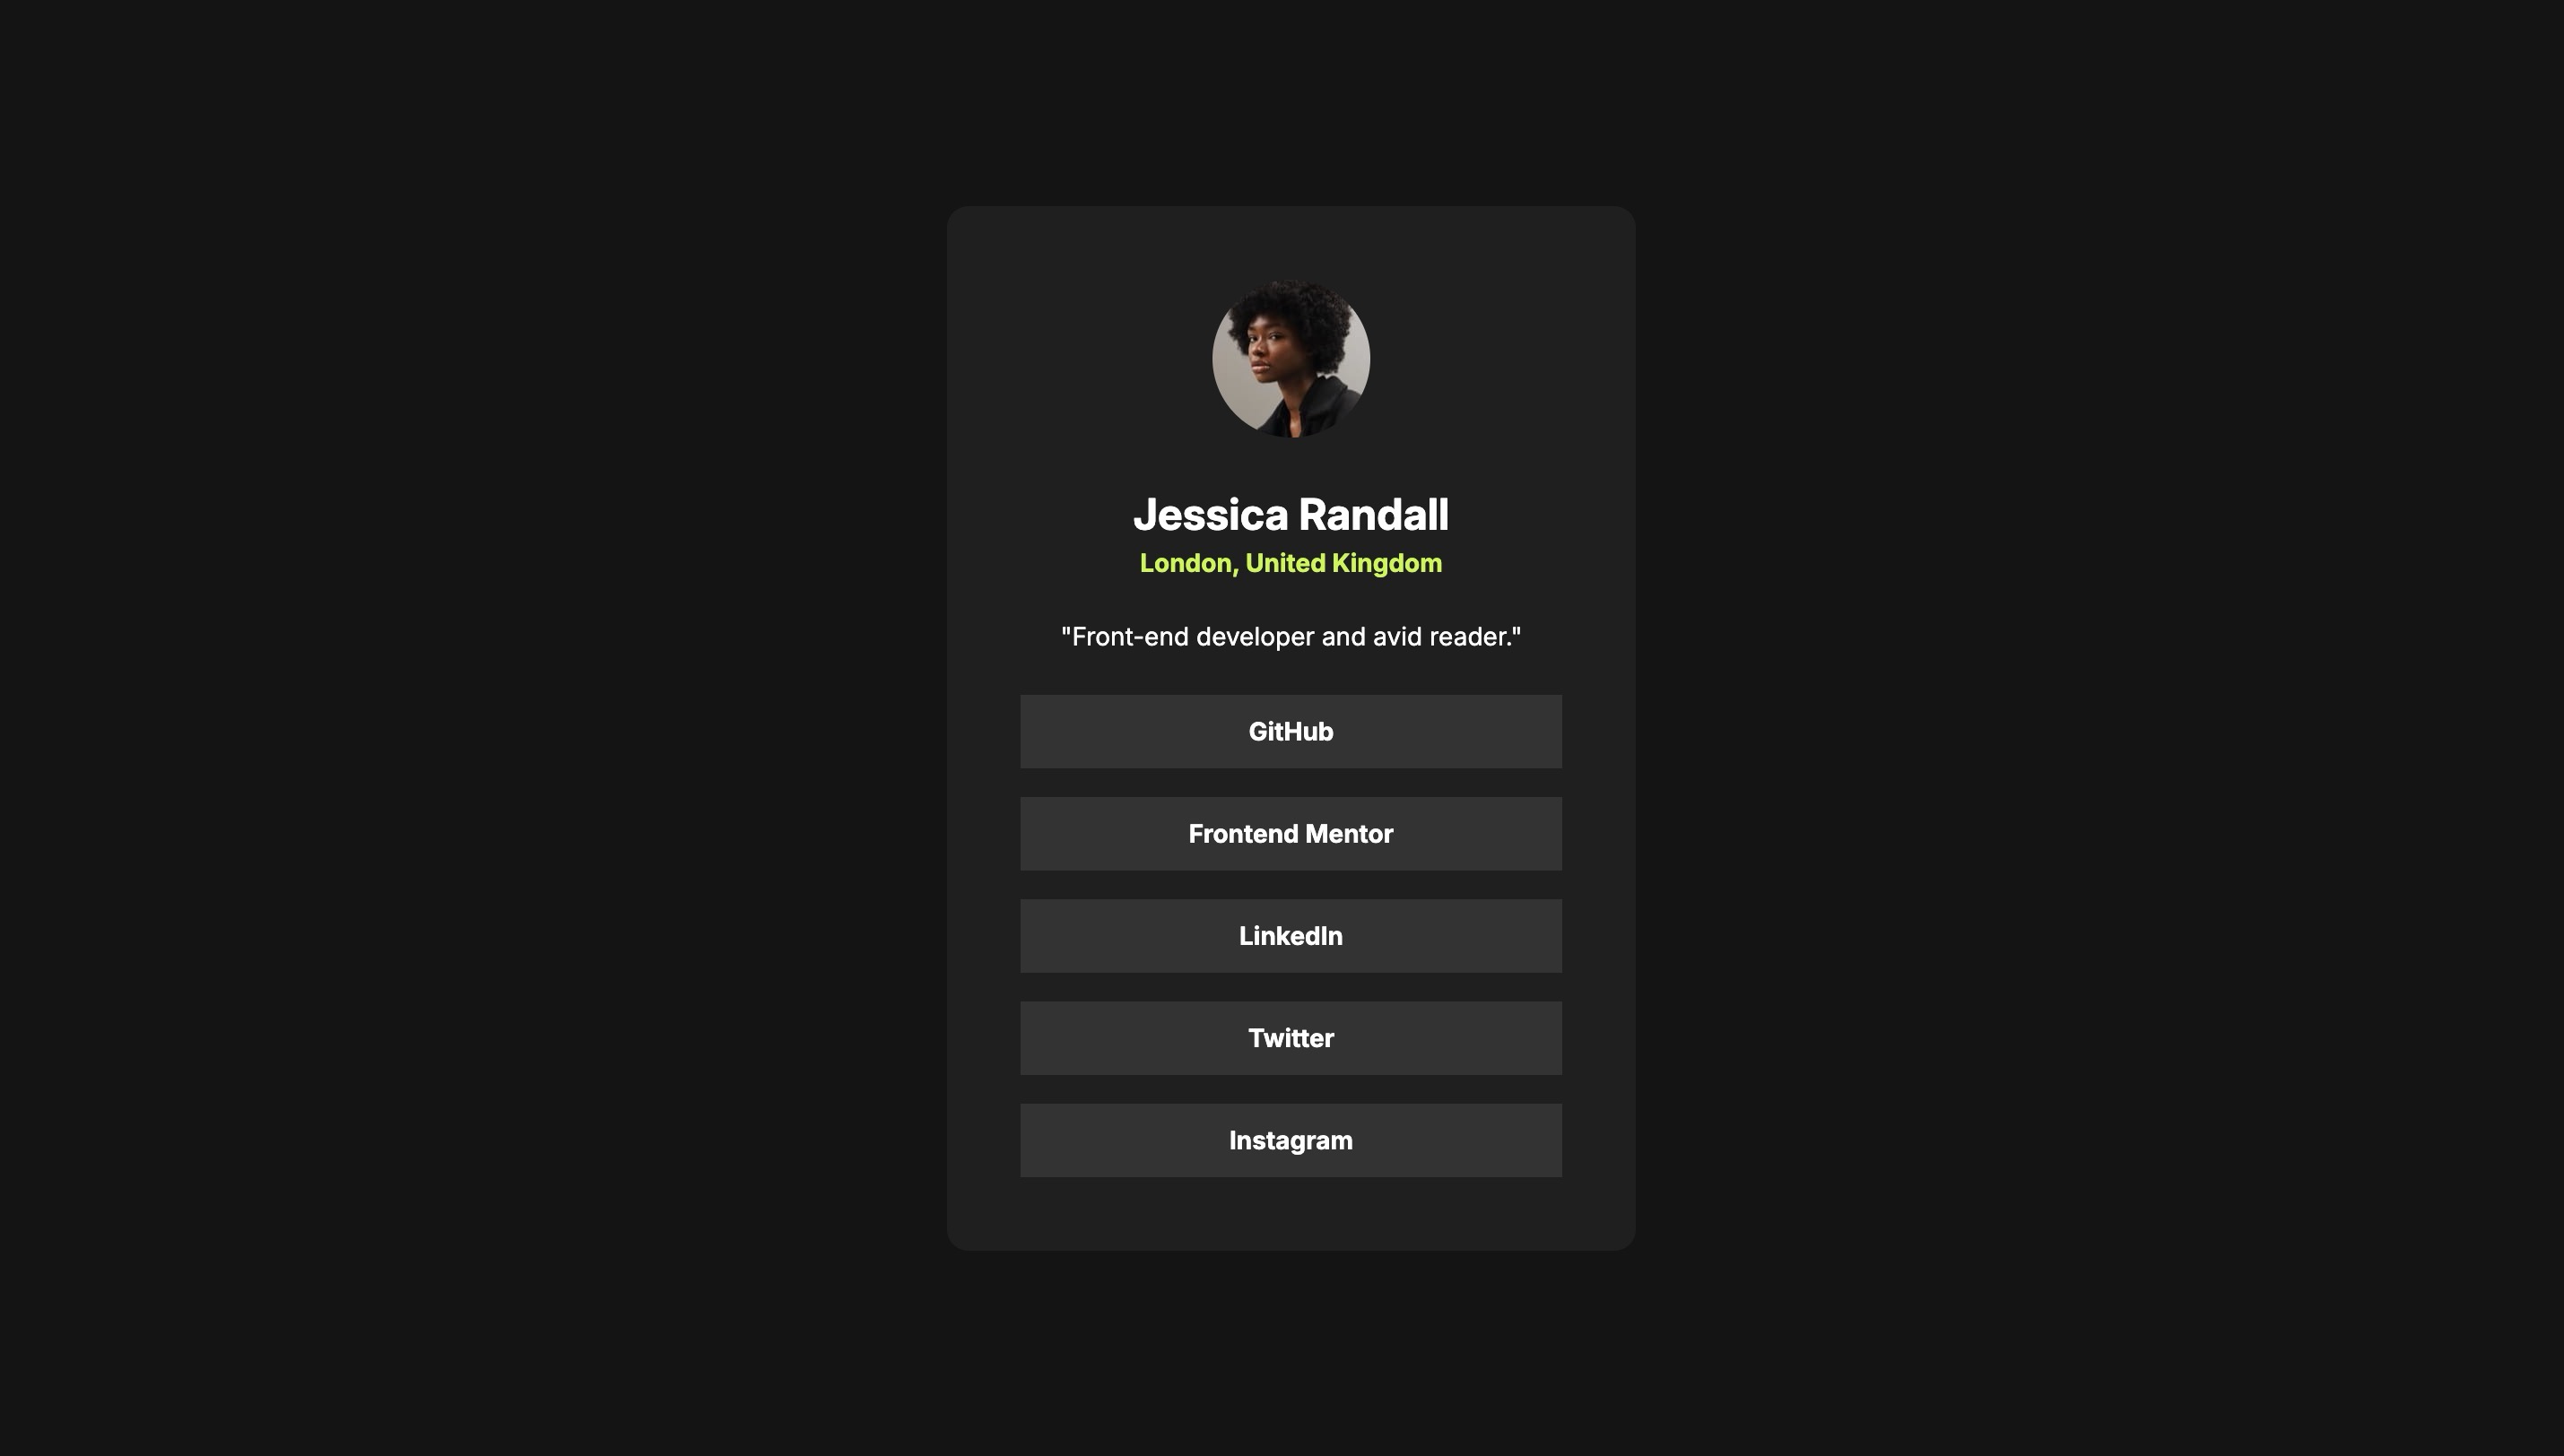 Jessica Randall
London, United Kingdom
"Front-end developer and avid reader."
GitHub
Frontend Mentor
LinkedIn
Twitter
Instagram